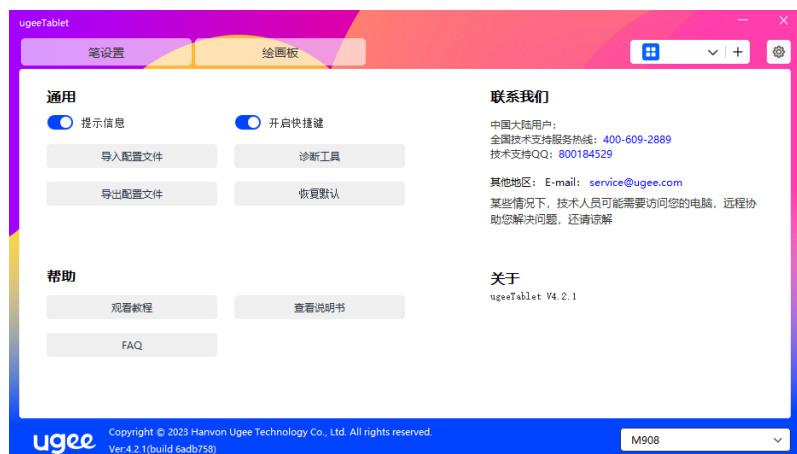 ugeeTablet
笔设置
绘画板
通用
提示信息
开启快捷键
导入配置文件
诊断工具
导出配置文件
恢复默认
帮助
观看教程
查看说明书
FAQ
联系我们
中国大陆用户：
全国技术支持服务热线：400-609-2889
技术支持QQ：800184529
其他地区： E-mail： service@ugee.com
某些情况下，技术人员可能需要访问您的电脑，远程协
助您解决问题，还请谅解
关于
ugeeTablet V4.2.1
ugee
Copyright © 2023 Hanvon Ugee Technology Co., Ltd. All rights reserved.
Ver:4.2.1(build 6adb758)
M908